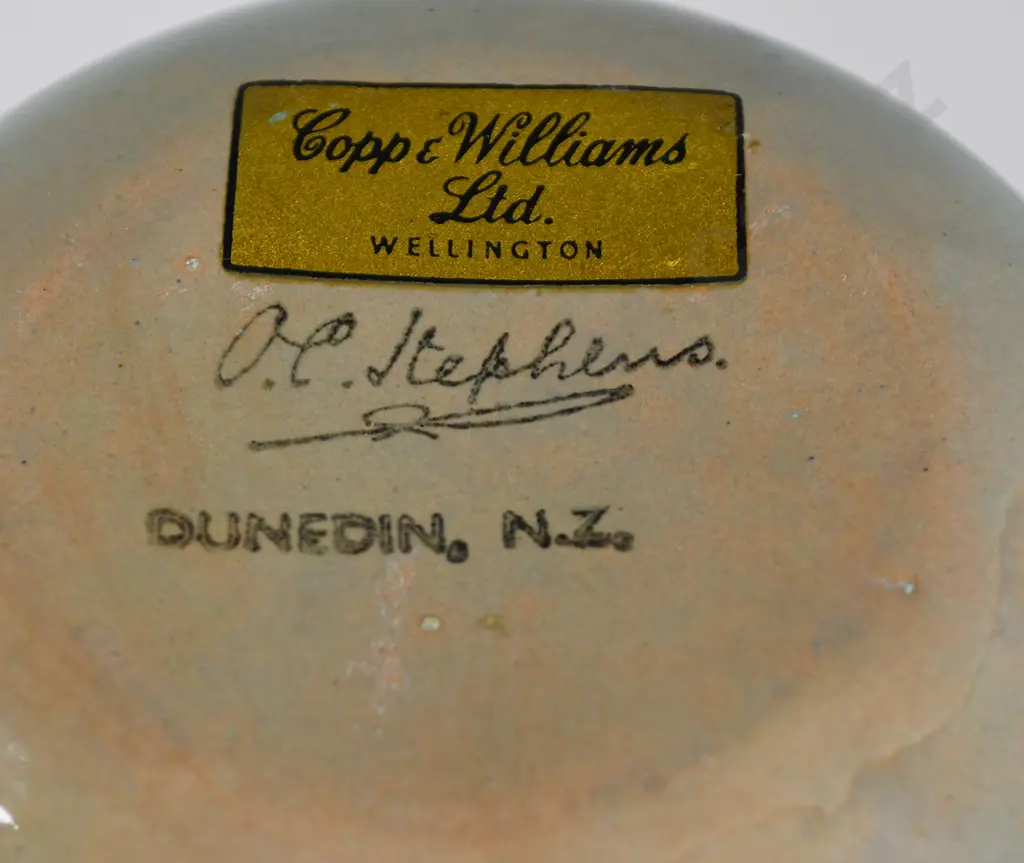 Copp & Williams
Ltd.
WELLINGTON
O.C. Stephens.
DUNEDIN, N.Z.